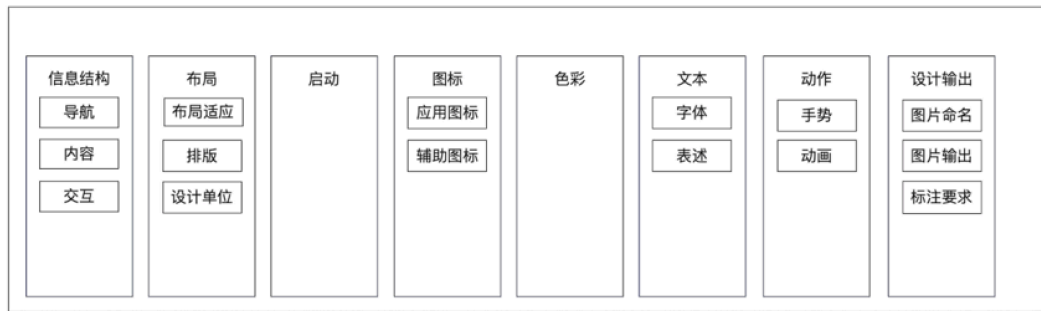 信息结构
导航
内容
交互
布局
布局适应
排版
设计单位
启动
图标
应用图标
辅助图标
色彩
文本
字体
表述
动作
手势
动画
设计输出
图片命名
图片输出
标注要求